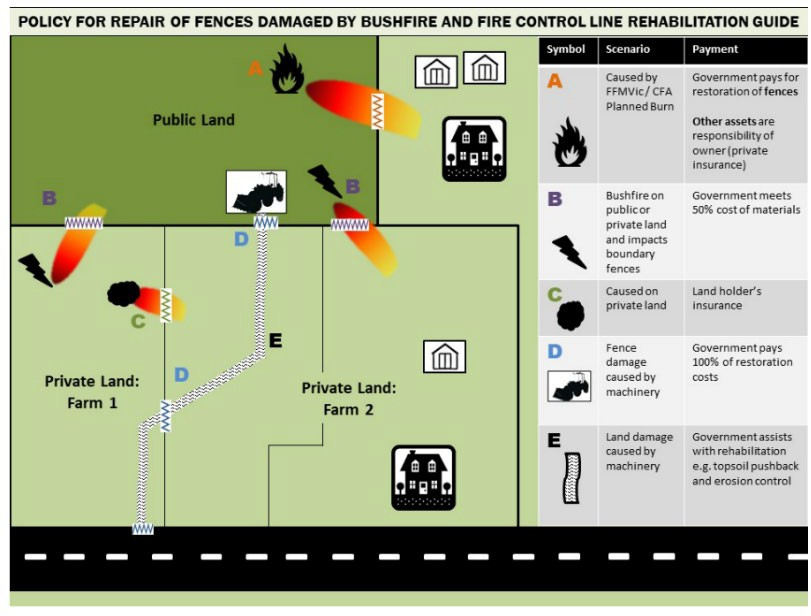 POLICY FOR REPAIR OF FENCES DAMAGED BY BUSHFIRE AND FIRE CONTROL LINE REHABILITATION GUIDE
A
Public Land
B
B
D
C
E
D
Private Land:
Farm 1
Private Land:
Farm 2
Symbol Scenario Payment
A
Caused by
FFMVic / CFA
Planned Burn
Government pays for
restoration of fences
Other assets are
responsibility of
owner (private
insurance)
B
Bushfire on
public or
private land
and impacts
boundary
fences
Government meets
50% cost of materials
C
Caused on
private land
Land holder's
insurance
D
Fence
damage
caused by
machinery
Government pays
100% of restoration
costs
E
Land damage
caused by
machinery
Government assists
with rehabilitation
e.g. topsoil pushback
and erosion control